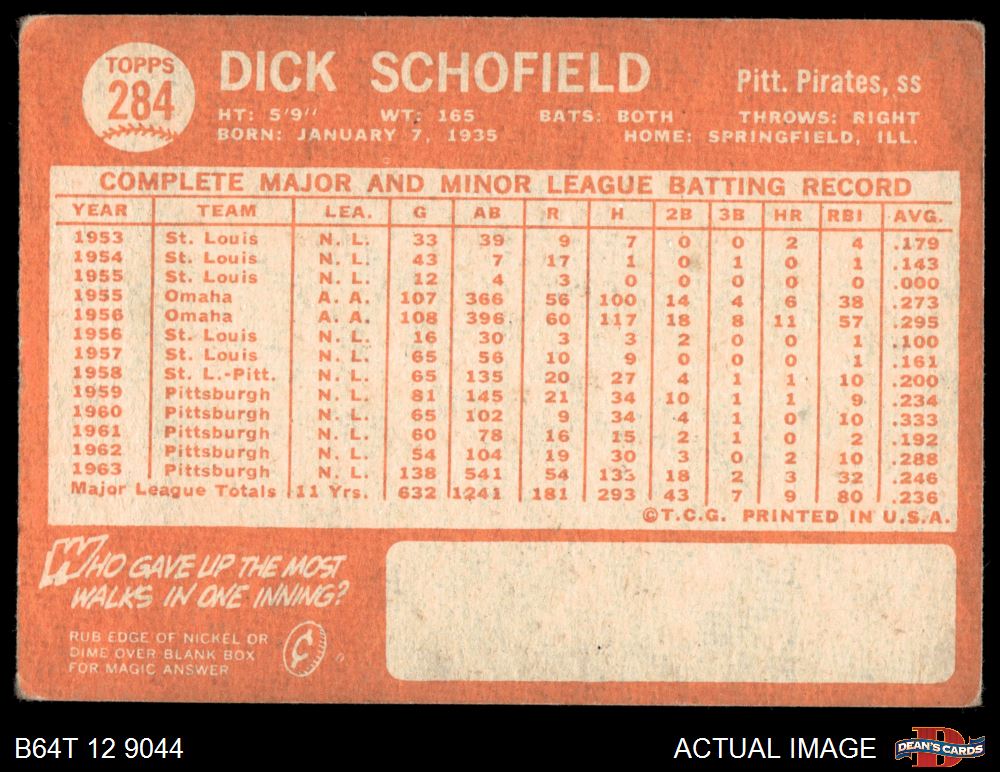 TOPPS
284
DICK SCHOFIELD
Pitt. Pirates, ss
HT: 5'9" WT: 165 BATS: BOTH THROWS: RIGHT
BORN: JANUARY 7, 1935 HOME: SPRINGFIELD, ILL.
COMPLETE MAJOR AND MINOR LEAGUE BATTING RECORD
YEAR TEAM LEA. G AB R H 2B 3B HR RBI AVG.
1953 St. Louis N. L. 33 39 9 7 0 0 2 4 .179
1954 St. Louis N. L. 43 7 17 1 0 1 0 1 .143
1955 St. Louis N. L. 12 4 3 0 0 0 0 0 .000
1955 Omaha A. A. 107 366 56 100 14 4 6 38 .273
1956 Omaha A. A. 108 396 60 117 18 8 11 57 .295
1956 St. Louis N. L. 16 30 3 3 2 0 0 1 .100
1957 St. Louis N. L. 65 56 10 9 0 0 0 1 .161
1958 St. L.-Pitt. N. L. 65 135 20 27 4 1 1 10 .200
1959 Pittsburgh N. L. 81 145 21 34 10 1 1 9 .234
1960 Pittsburgh N. L. 65 102 9 34 4 1 0 10 .333
1961 Pittsburgh N. L. 60 78 16 15 2 1 0 2 .192
1962 Pittsburgh N. L. 54 104 19 30 3 0 2 10 .288
1963 Pittsburgh N. L. 138 541 54 133 18 2 3 32 .246
Major League Totals 11 Yrs. 632 1241 181 293 43 7 9 80 .236
©T.C.G. PRINTED IN U.S.A.
WHO GAVE UP THE MOST
WALKS IN ONE INNING?
RUB EDGE OF NICKEL OR
DIME OVER BLANK BOX
FOR MAGIC ANSWER
B64T 12 9044
ACTUAL IMAGE
DEAN'S CARDS